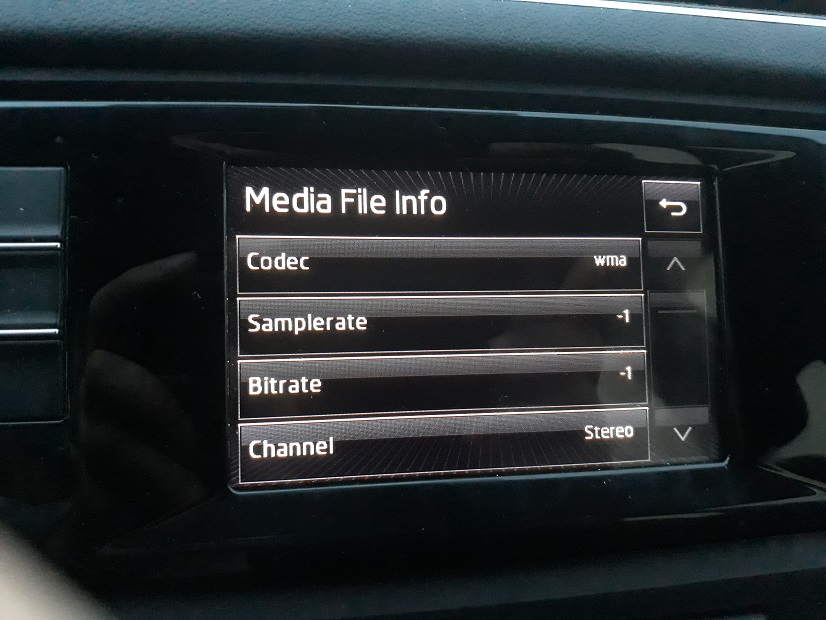 Media File Info
Codec wma
Samplerate -1
Bitrate -1
Channel Stereo